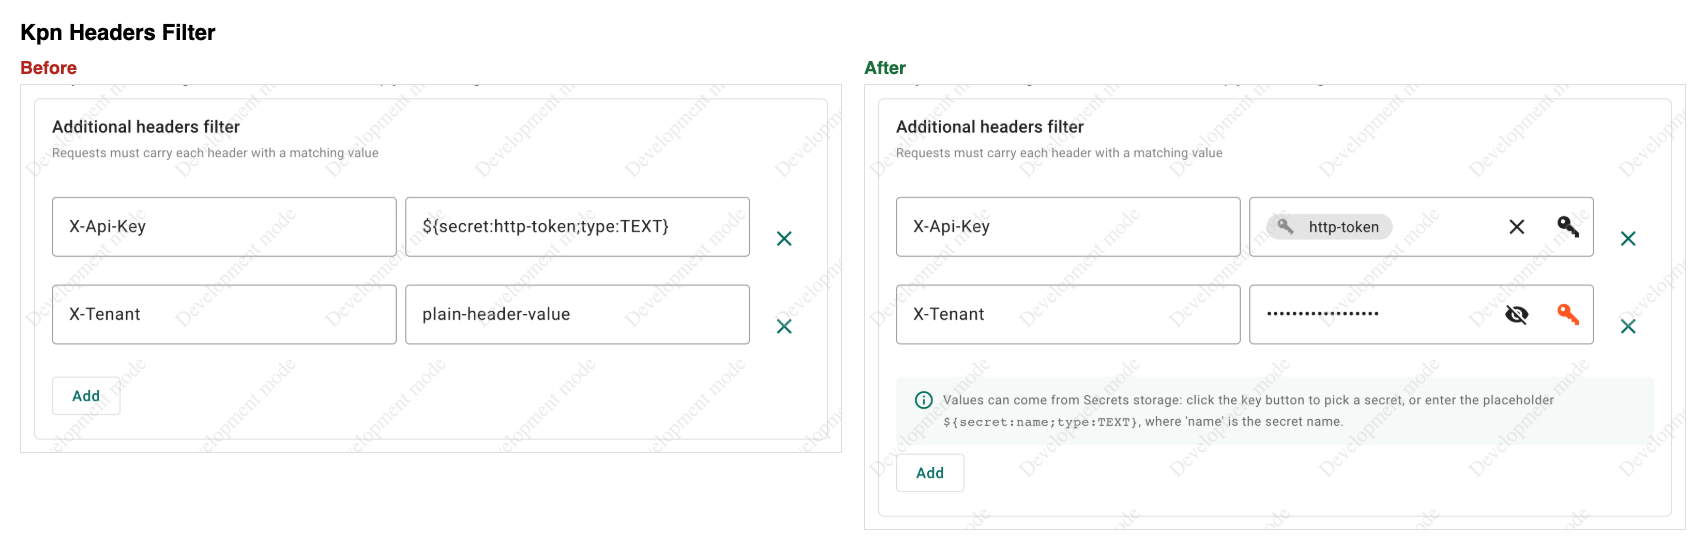 Kpn Headers Filter
Before
Additional headers filter
Requests must carry each header with a matching value
X-Api-Key
${secret:http-token;type:TEXT}
X-Tenant
plain-header-value
Add
After
Additional headers filter
Requests must carry each header with a matching value
X-Api-Key
http-token
X-Tenant
••••••••••••••••••
Values can come from Secrets storage: click the key button to pick a secret, or enter the placeholder
${secret:name;type:TEXT}, where 'name' is the secret name.
Add
Development mode